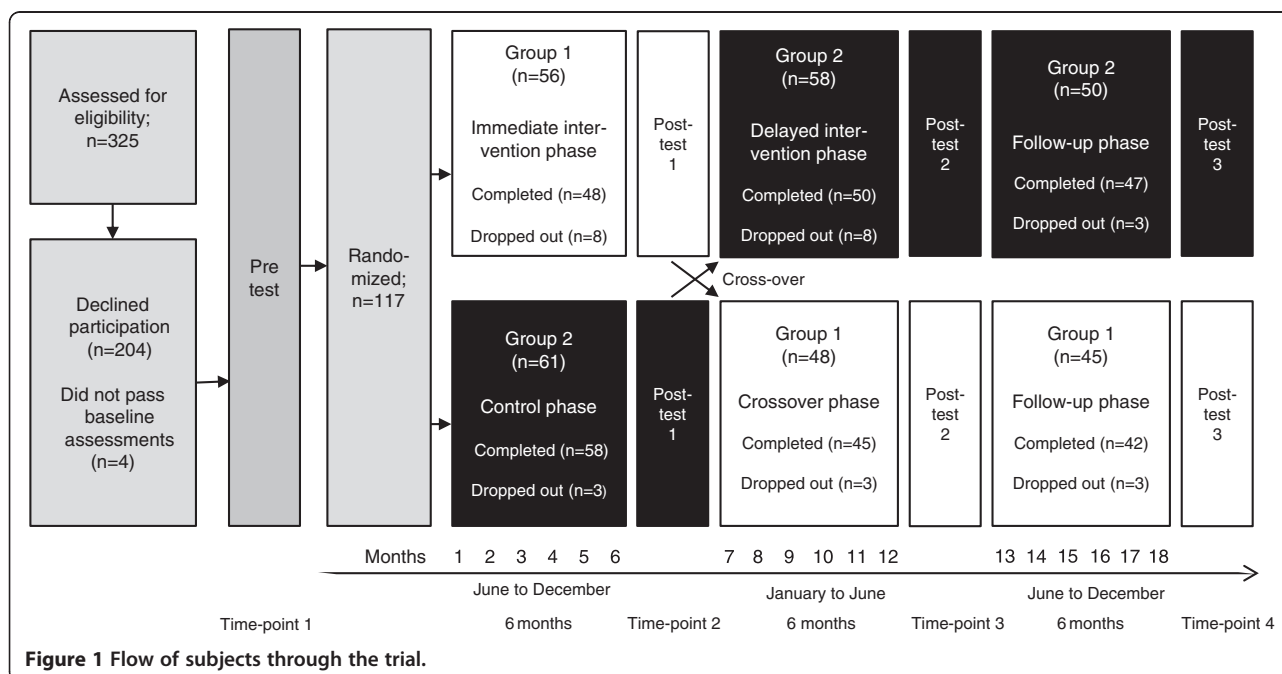 Assessed for
eligibility;
n=325
Declined
participation
(n=204)
Did not pass
baseline
assessments
(n=4)
Pre
test
Rando-
mized;
n=117
Group 1
(n=56)
Immediate inter-
vention phase
Completed (n=48)
Dropped out (n=8)
Post-
test
1
Group 2
(n=58)
Delayed inter-
vention phase
Completed (n=50)
Dropped out (n=8)
Post-
test
2
Group 2
(n=50)
Follow-up phase
Completed (n=47)
Dropped out (n=3)
Post-
test
3
Cross-over
Group 2
(n=61)
Control phase
Completed (n=58)
Dropped out (n=3)
Post-
test
1
Group 1
(n=48)
Crossover phase
Completed (n=45)
Dropped out (n=3)
Post-
test
2
Group 1
(n=45)
Follow-up phase
Completed (n=42)
Dropped out (n=3)
Post-
test
3
Months 1 2 3 4 5 6 7 8 9 10 11 12 13 14 15 16 17 18
June to December January to June June to December
Time-point 1 6 months Time-point 2 6 months Time-point 3 6 months Time-point 4
Figure 1 Flow of subjects through the trial.